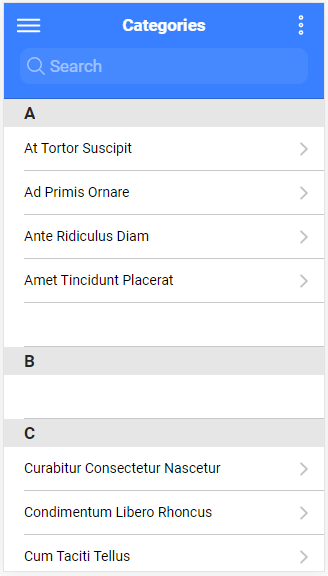 Categories
Search
A
At Tortor Suscipit
Ad Primis Ornare
Ante Ridiculus Diam
Amet Tincidunt Placerat
B
C
Curabitur Consectetur Nascetur
Condimentum Libero Rhoncus
Cum Taciti Tellus